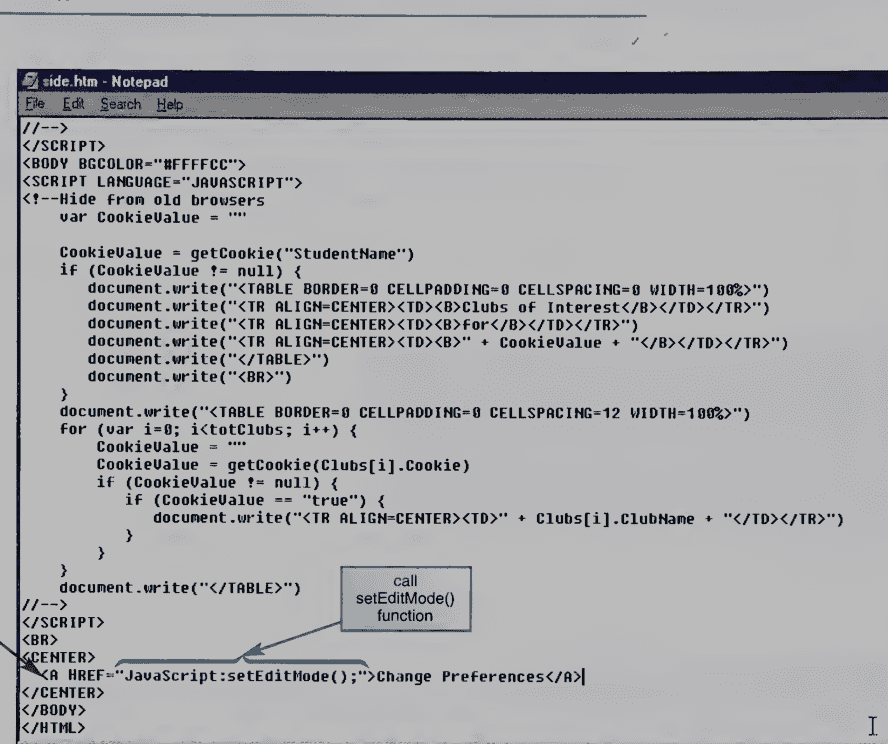 side.htm - Notepad
File Edit Search Help
//-->
</SCRIPT>
<BODY BGCOLOR="#FFFFCC">
<SCRIPT LANGUAGE="JAVASCRIPT">
<!--Hide from old browsers
var CookieValue = ""
CookieValue = getCookie("StudentName")
if (CookieValue != null) {
document.write("<TABLE BORDER=0 CELLPADDING=0 CELLSPACING=0 WIDTH=100%>")
document.write("<TR ALIGN=CENTER><TD><B>Clubs of Interest</B></TD></TR>")
document.write("<TR ALIGN=CENTER><TD><B>for</B></TD></TR>")
document.write("<TR ALIGN=CENTER><TD><B>" + CookieValue + "</B></TD></TR>")
document.write("</TABLE>")
document.write("<BR>")
}
document.write("<TABLE BORDER=0 CELLPADDING=0 CELLSPACING=12 WIDTH=100%>")
for (var i=0; i<totClubs; i++) {
CookieValue = ""
CookieValue = getCookie(Clubs[i].Cookie)
if (CookieValue != null) {
if (CookieValue == "true") {
document.write("<TR ALIGN=CENTER><TD>" + Clubs[i].ClubName + "</TD></TR>")
}
}
}
document.write("</TABLE>")
//-->
</SCRIPT>
<BR>
<CENTER>
<A HREF="JavaScript:setEditMode();">Change Preferences</A>
</CENTER>
</BODY>
</HTML>
call
setEditMode()
function